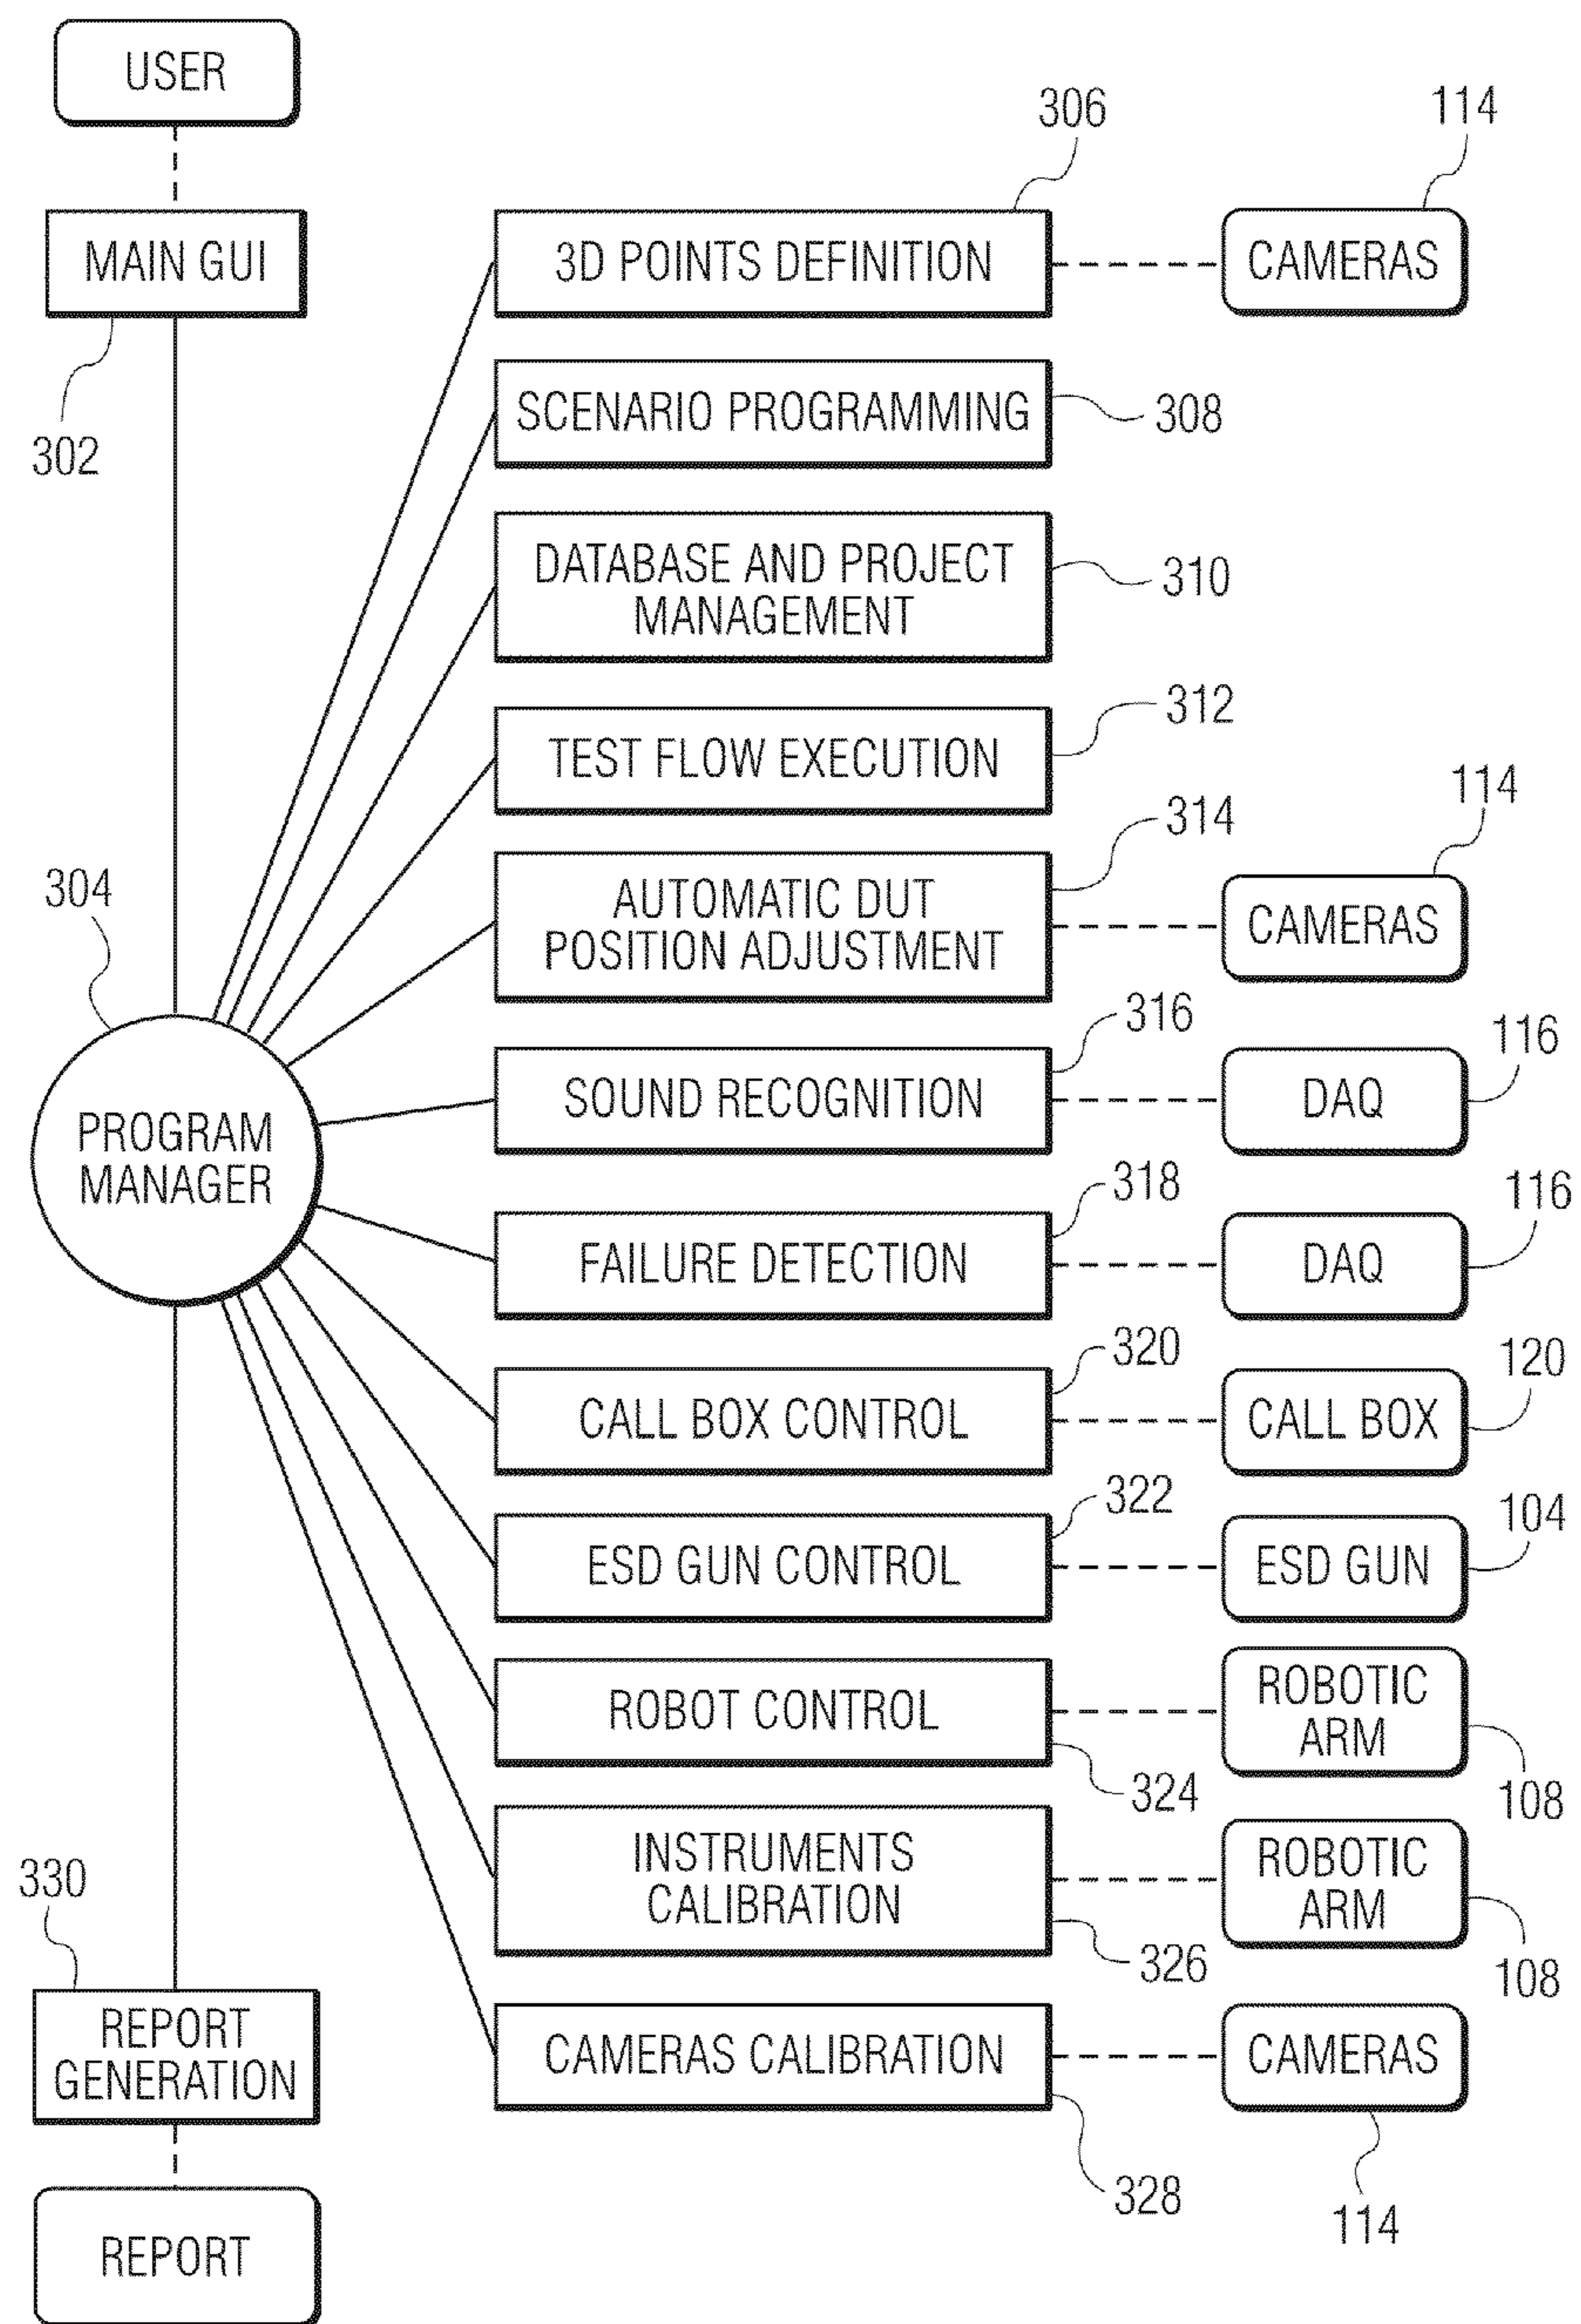 USER
306
114
MAIN GUI
3D POINTS DEFINITION
CAMERAS
302
SCENARIO PROGRAMMING
308
DATABASE AND PROJECT
MANAGEMENT
310
312
TEST FLOW EXECUTION
314
114
304
AUTOMATIC DUT
POSITION ADJUSTMENT
CAMERAS
316
116
SOUND RECOGNITION
DAQ
PROGRAM
MANAGER
318
116
FAILURE DETECTION
DAQ
320
120
CALL BOX CONTROL
CALL BOX
322
104
ESD GUN CONTROL
ESD GUN
ROBOT CONTROL
ROBOTIC
ARM
324
108
INSTRUMENTS
CALIBRATION
ROBOTIC
ARM
326
108
330
REPORT
GENERATION
CAMERAS CALIBRATION
CAMERAS
328
114
REPORT